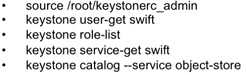 • source /root/keystonerc_admin
• keystone user-get swift
• keystone role-list
• keystone service-get swift
• keystone catalog --service object-store